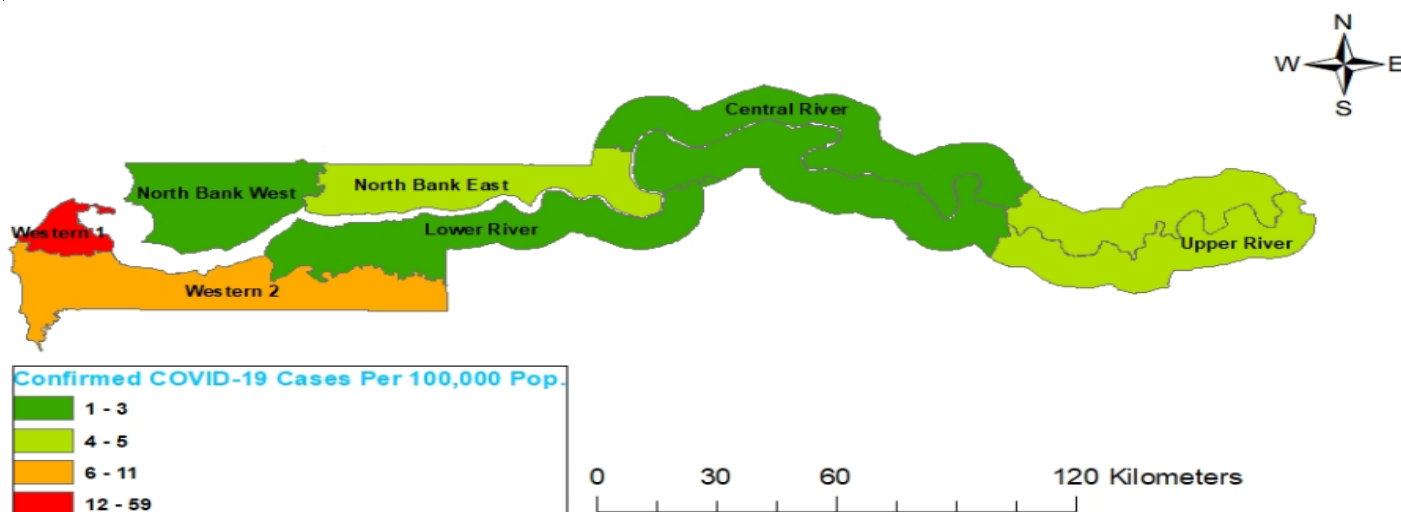 N
W E
S
Central River
North Bank West
North Bank East
Western 1
Lower River
Upper River
Western 2
Confirmed COVID-19 Cases Per 100,000 Pop.
1 - 3
4 - 5
6 - 11
12 - 59
0 30 60 120 Kilometers